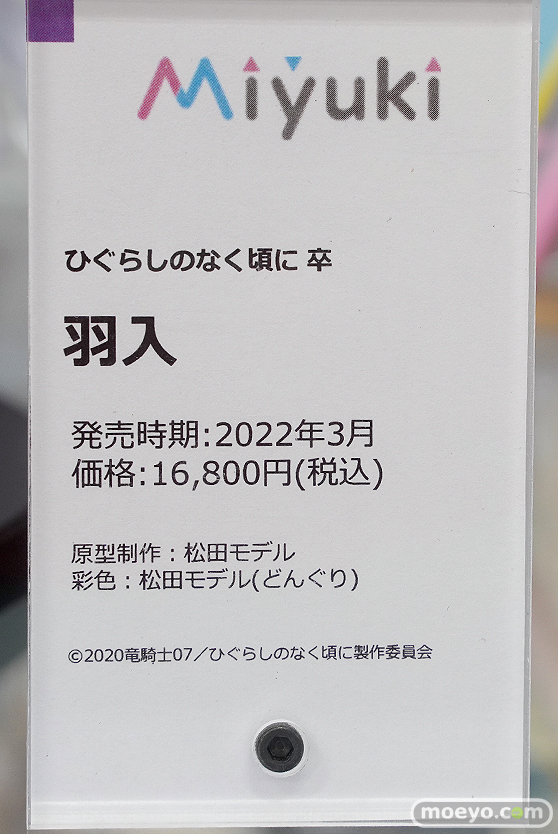 Miyuki
ひぐらしのなく頃に 卒
羽入
発売時期:2022年3月
価格:16,800円(税込)
原型制作：松田モデル
彩色：松田モデル(どんぐり)
©2020竜騎士07／ひぐらしのなく頃に製作委員会
moeyo.com